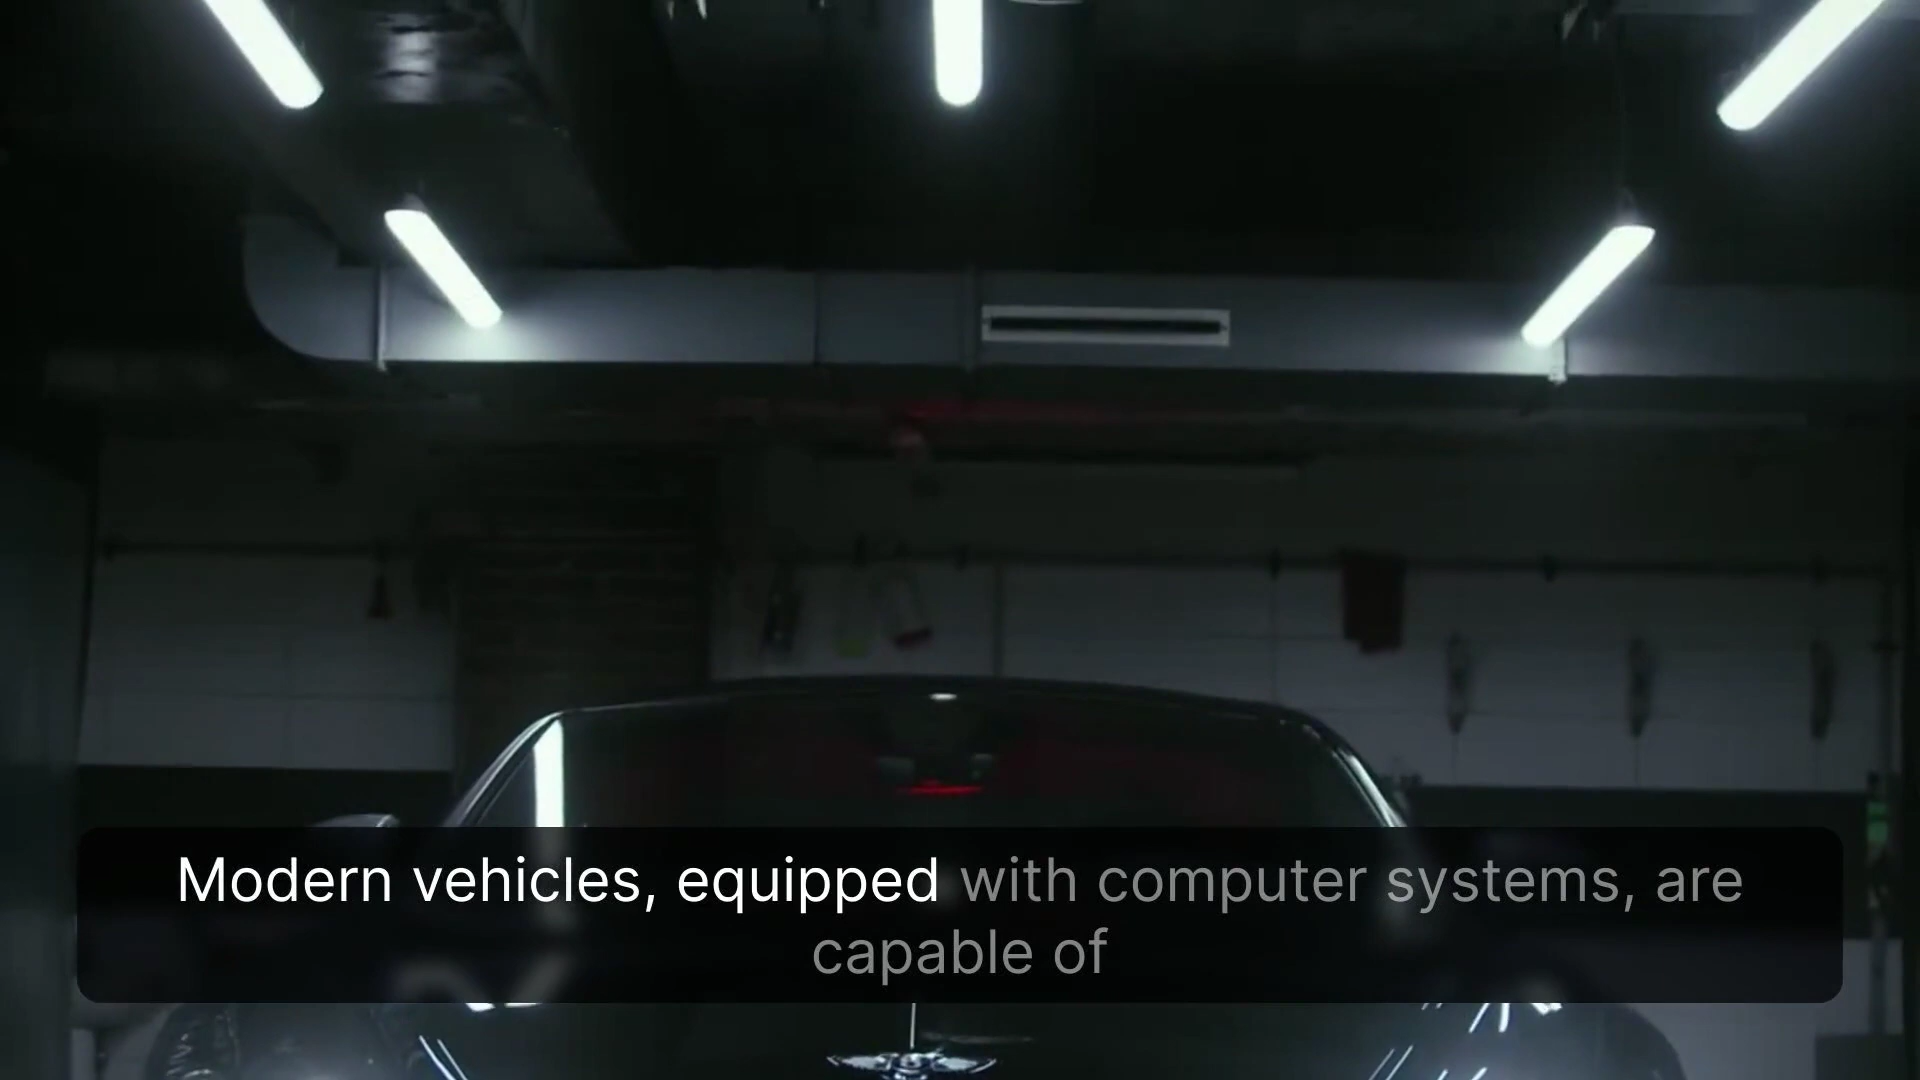 Modern vehicles, equipped with computer systems, are
capable of